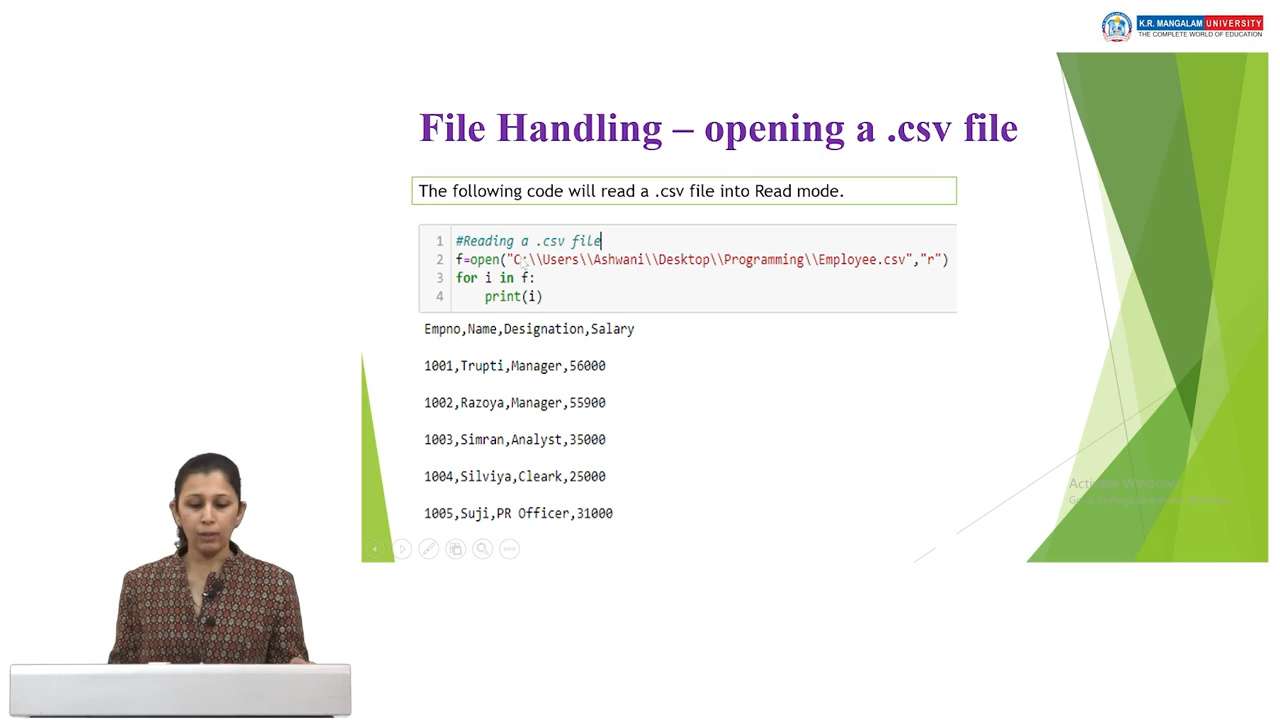 K.R. MANGALAM UNIVERSITY
THE COMPLETE WORLD OF EDUCATION
File Handling – opening a .csv file
The following code will read a .csv file into Read mode.
1 #Reading a .csv file
2 f=open("C:\\Users\\Ashwani\\Desktop\\Programming\\Employee.csv","r")
3 for i in f:
4 print(i)
Empno,Name,Designation,Salary
1001,Trupti,Manager,56000
1002,Razoya,Manager,55900
1003,Simran,Analyst,35000
1004,Silviya,Cleark,25000
1005,Suji,PR Officer,31000
Activate Windows